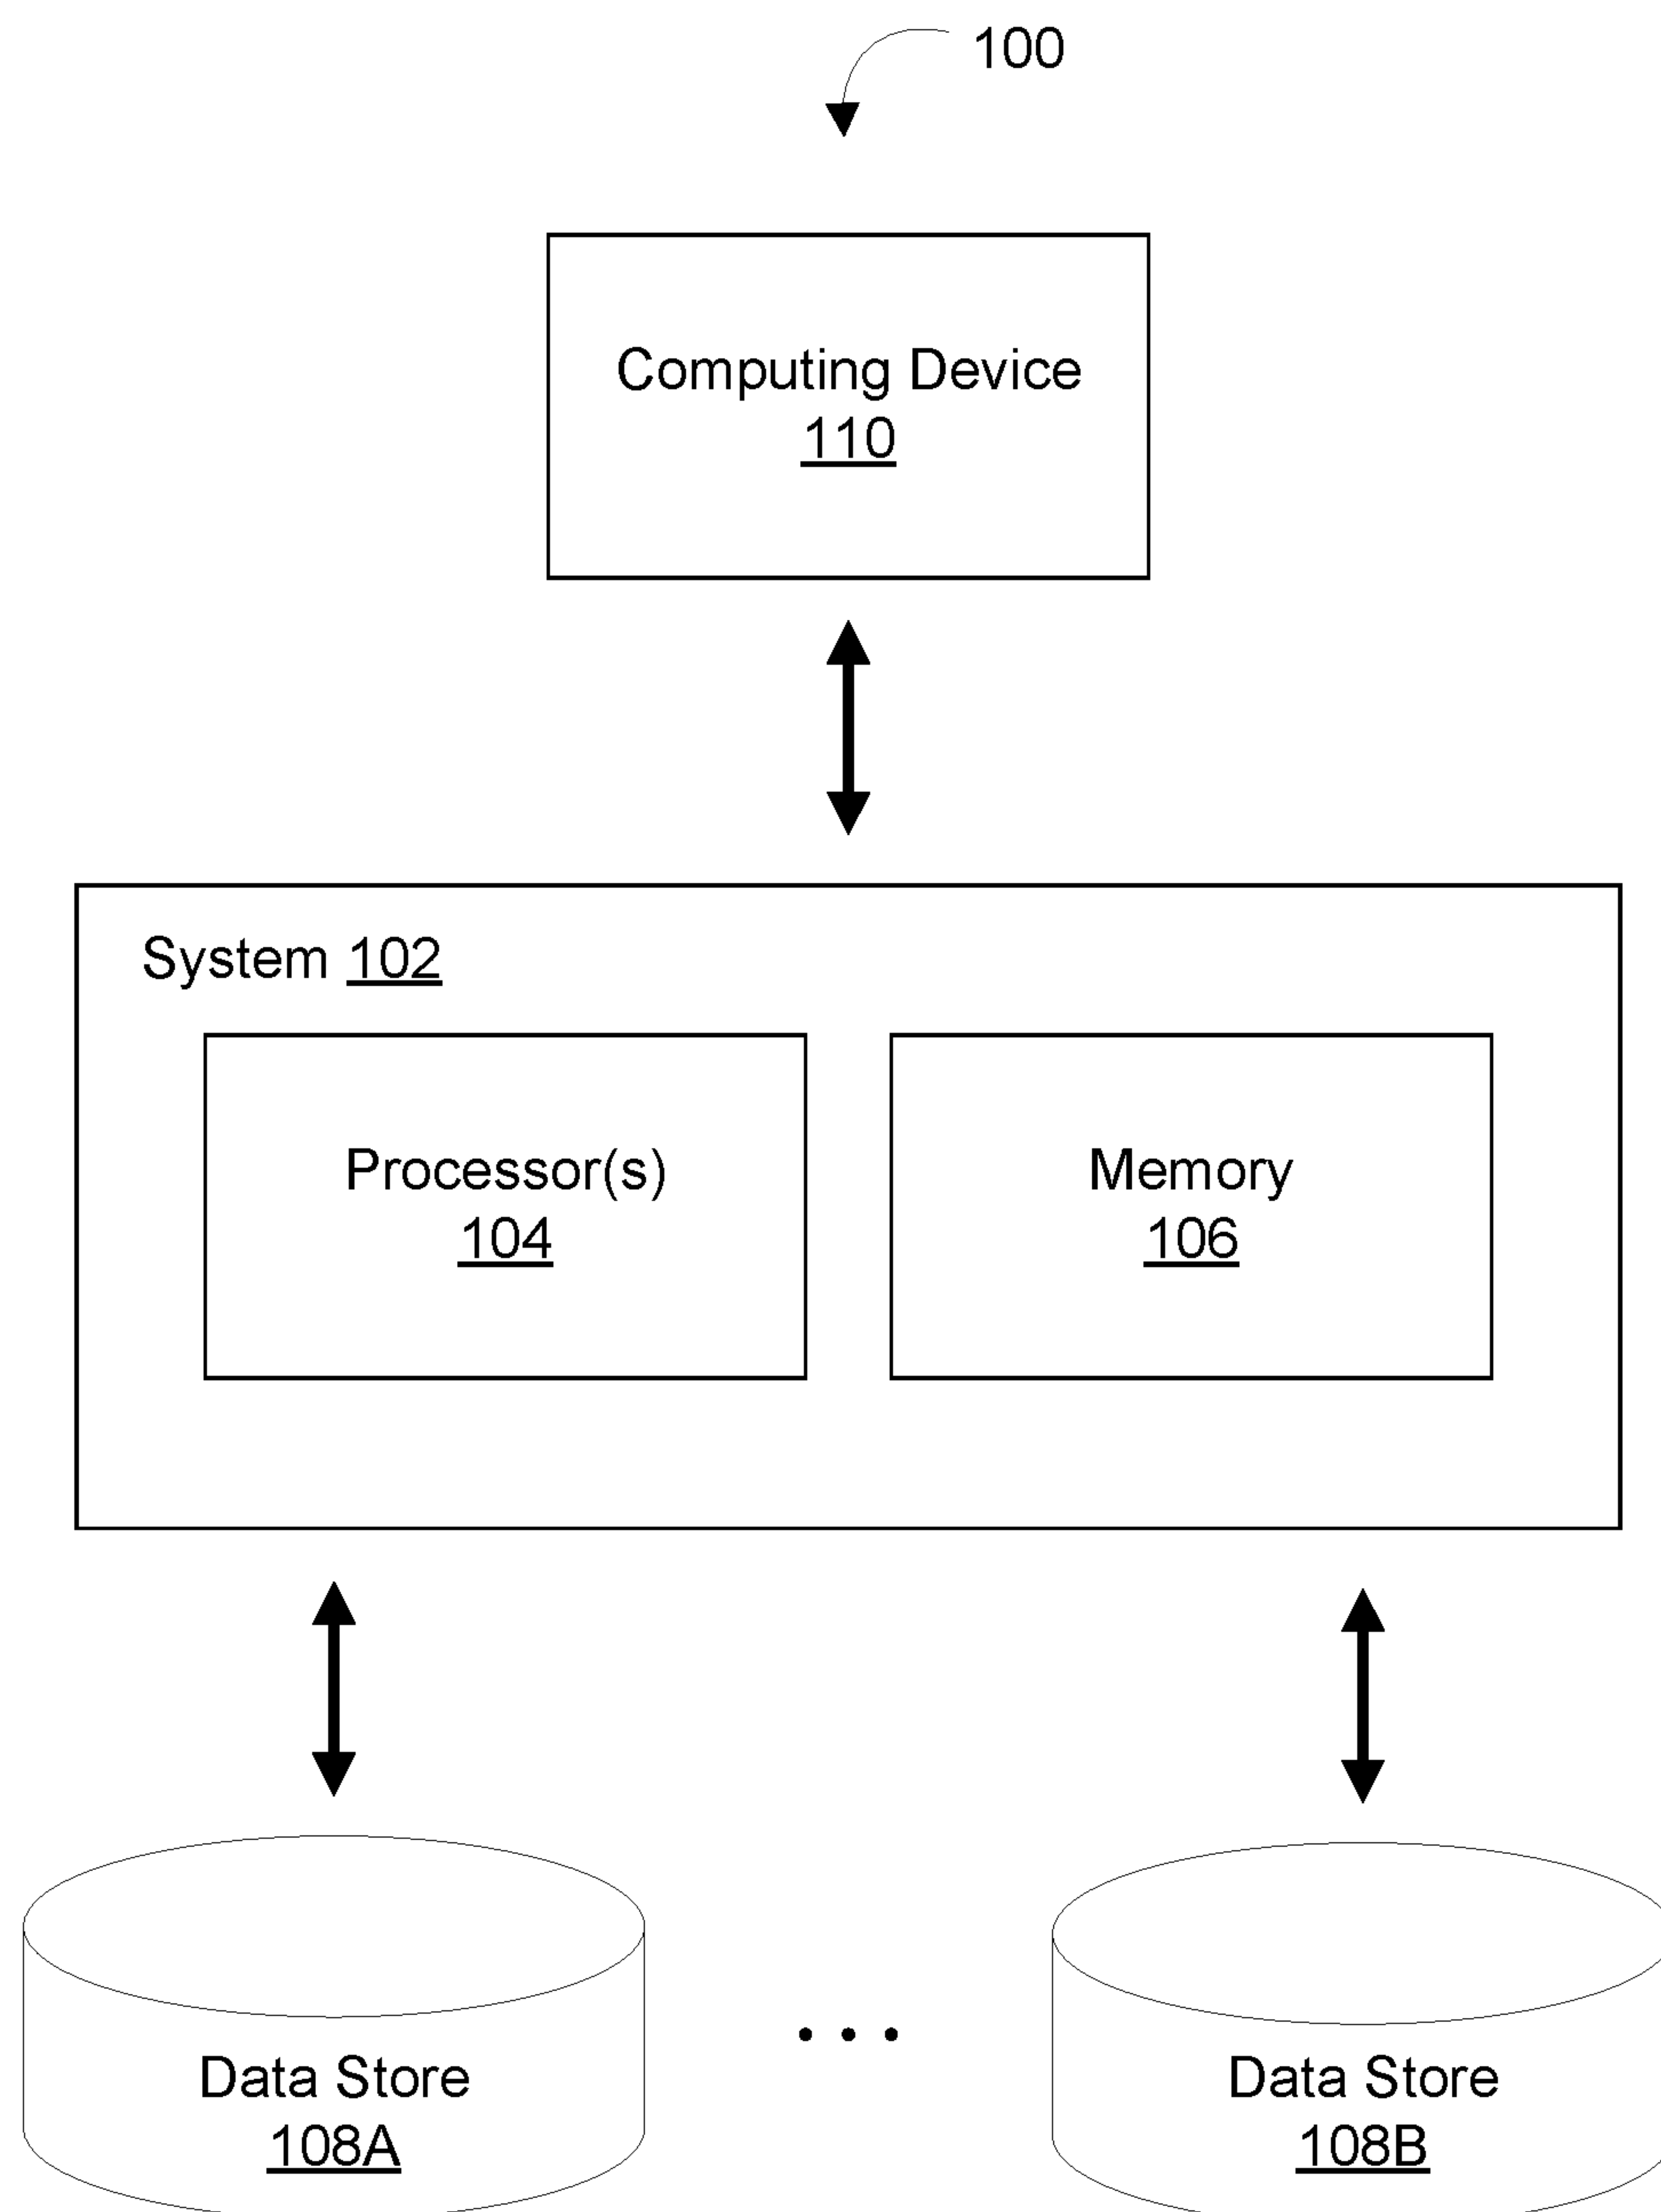 100
Computing Device
110
System 102
Processor(s)
104
Memory
106
Data Store
108A
. . .
Data Store
108B